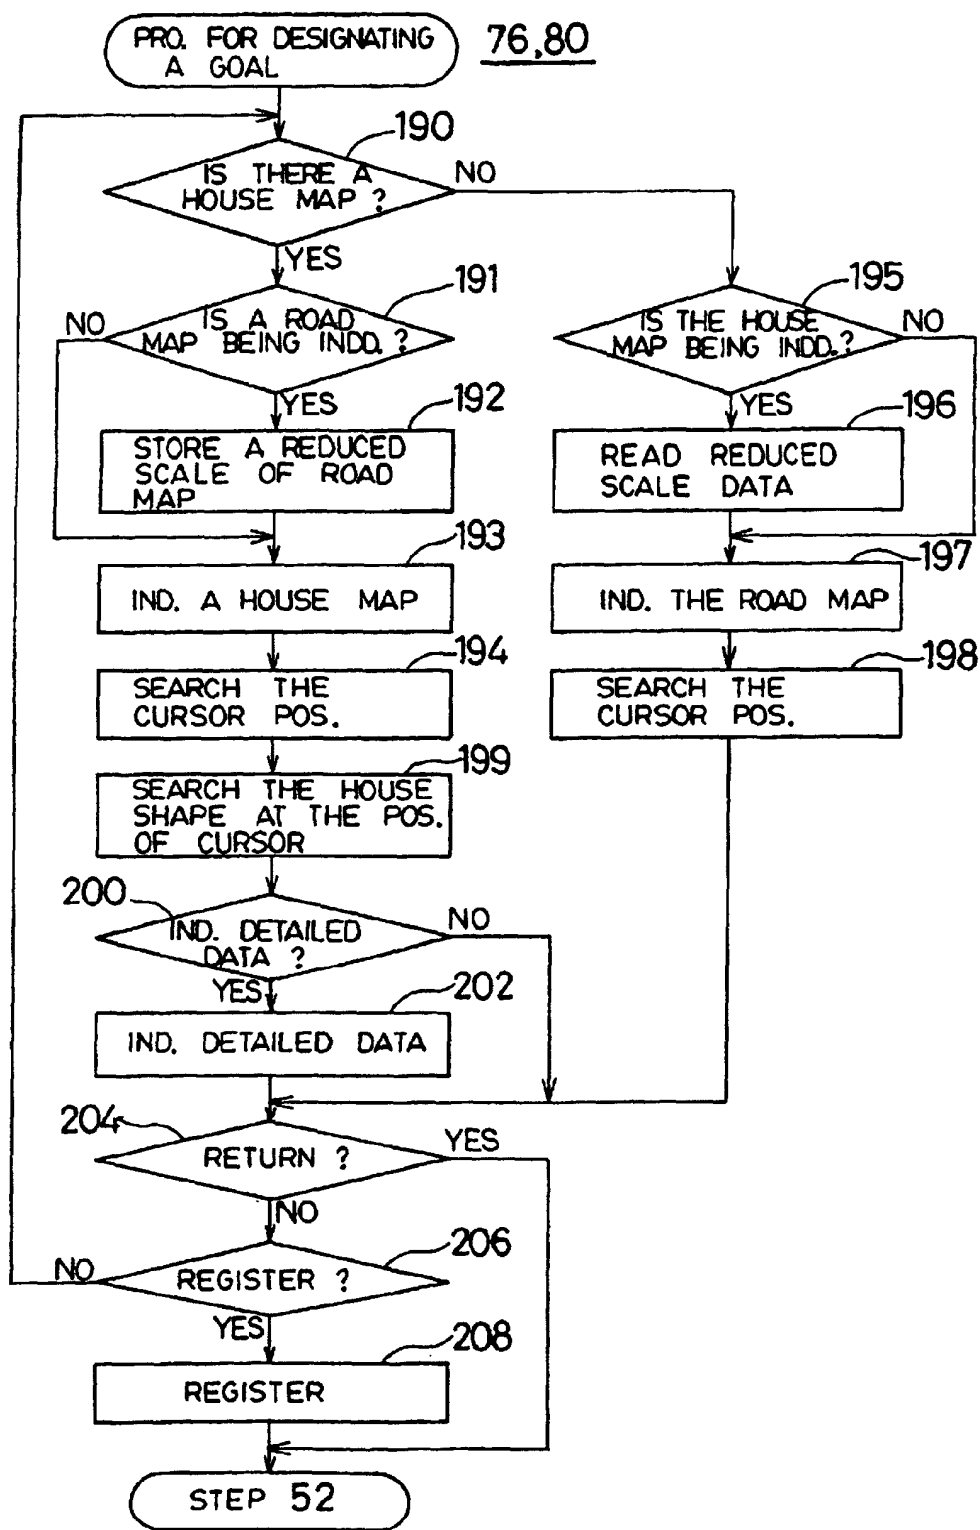 PRO. FOR DESIGNATING
A GOAL
76,80
190
IS THERE A
HOUSE MAP ?
NO
YES
191
NO
IS A ROAD
MAP BEING INDD. ?
YES
192
STORE A REDUCED
SCALE OF ROAD
MAP
193
IND. A HOUSE MAP
194
SEARCH THE
CURSOR POS.
199
SEARCH THE HOUSE
SHAPE AT THE POS.
OF CURSOR
195
IS THE HOUSE
MAP BEING INDD.?
NO
YES
196
READ REDUCED
SCALE DATA
197
IND. THE ROAD MAP
198
SEARCH THE
CURSOR POS.
200
IND. DETAILED
DATA ?
NO
YES
202
IND. DETAILED DATA
204
RETURN ?
YES
NO
206
NO
REGISTER ?
YES
208
REGISTER
STEP 52